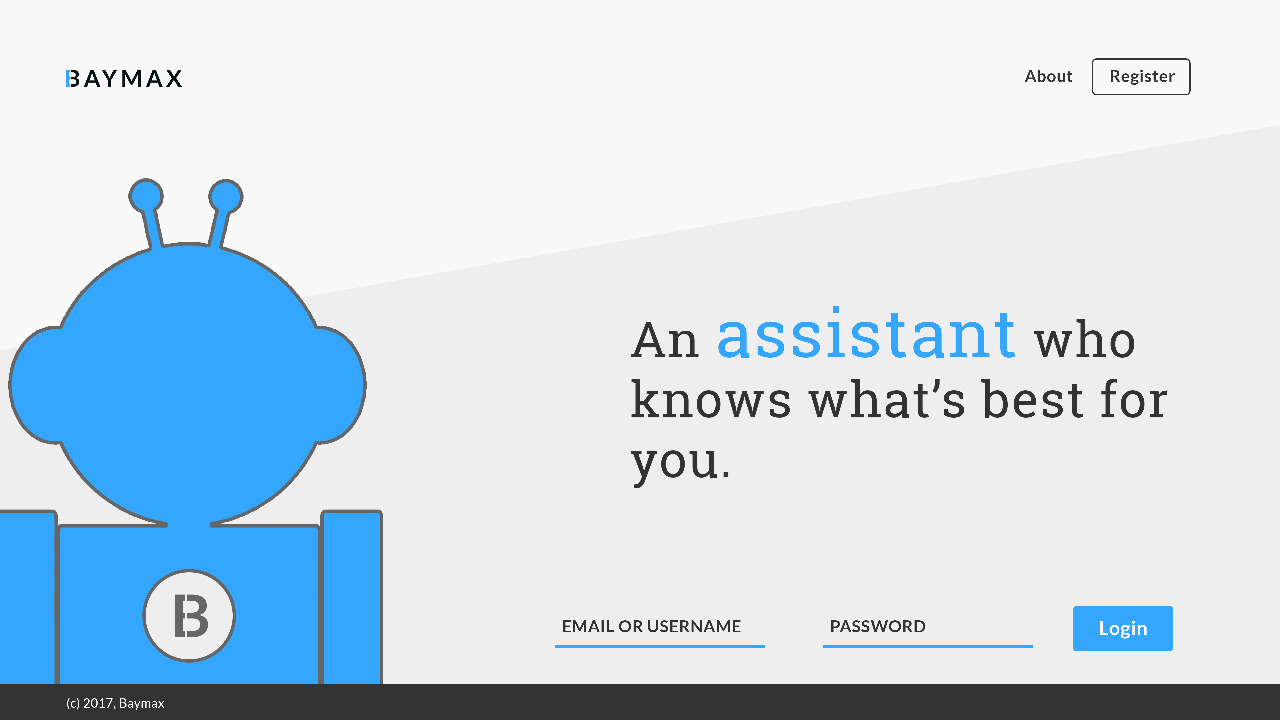 BAYMAX
About
Register
An assistant who
knows what’s best for
you.
EMAIL OR USERNAME
PASSWORD
Login
B
(c) 2017, Baymax